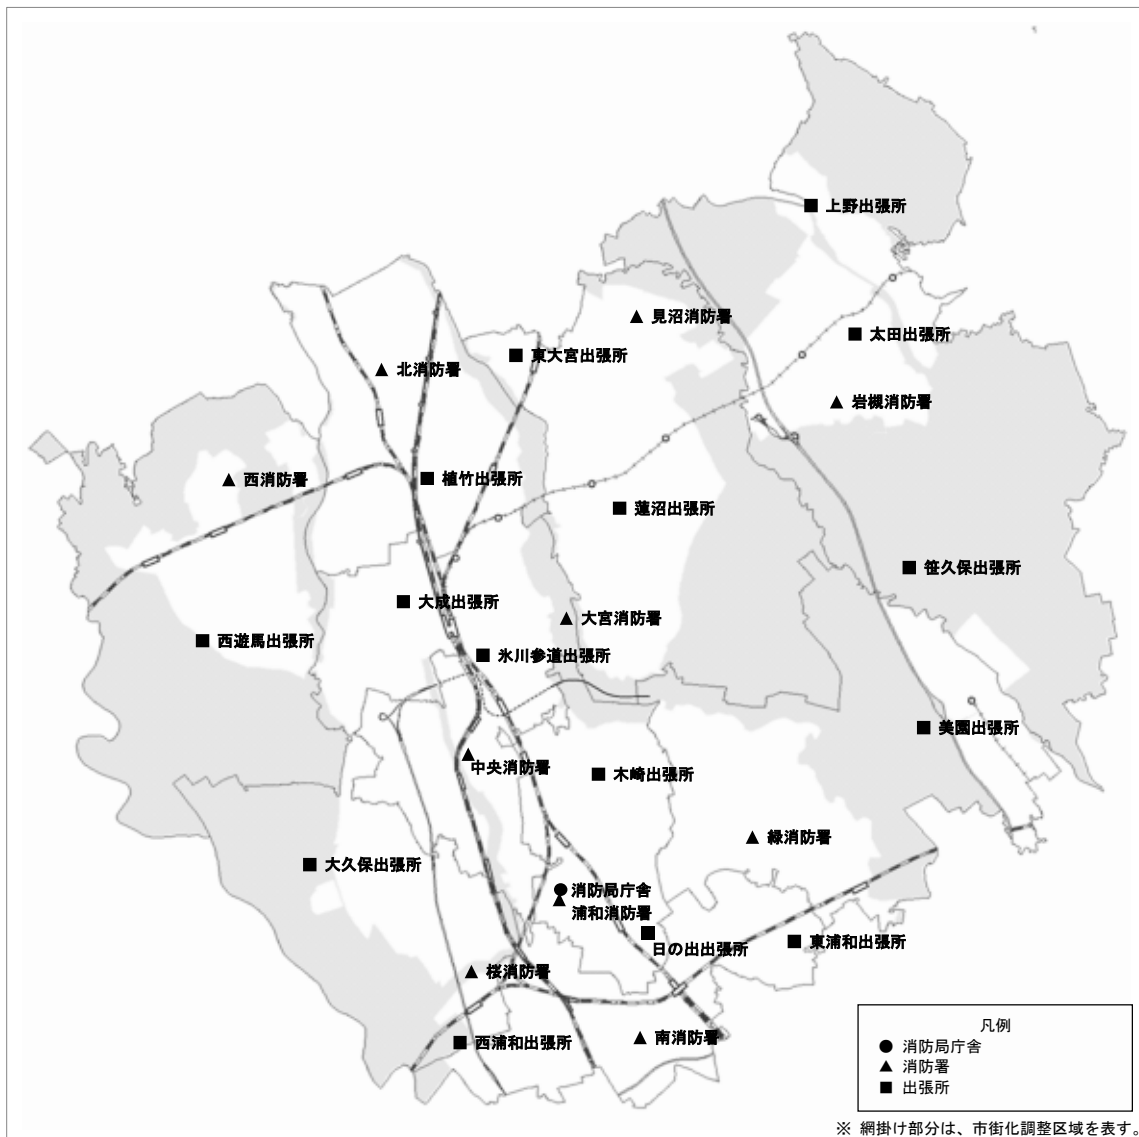 上野出張所
見沼消防署
太田出張所
東大宮出張所
北消防署
岩槻消防署
西消防署
植竹出張所
蓮沼出張所
笹久保出張所
大成出張所
大宮消防署
西遊馬出張所
氷川参道出張所
美園出張所
中央消防署
木崎出張所
緑消防署
大久保出張所
消防局庁舎
浦和消防署
日の出出張所
東浦和出張所
桜消防署
南消防署
西浦和出張所
凡例
消防局庁舎
消防署
出張所
※ 網掛け部分は、市街化調整区域を表す。